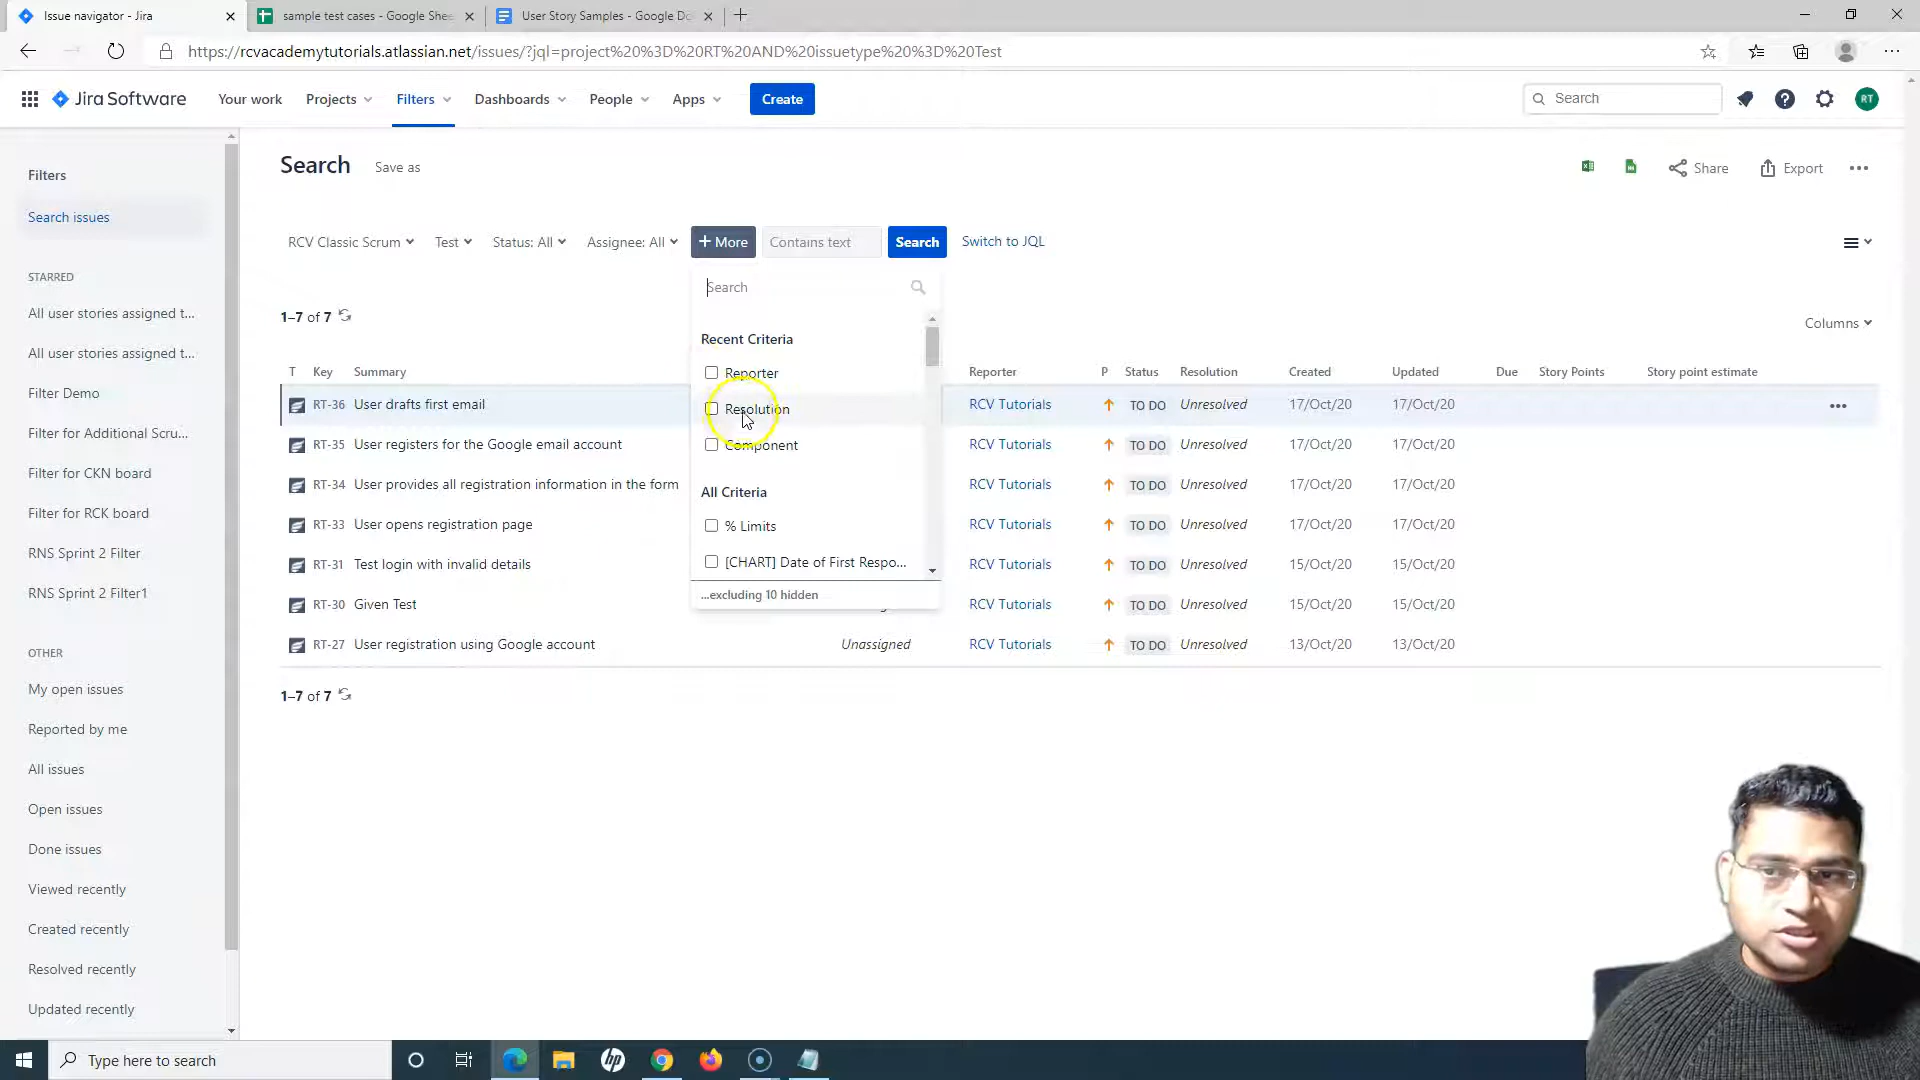 Issue navigator - Jira
sample test cases - Google Shee
User Story Samples - Google Do
https://rcvacademytutorials.atlassian.net/issues/?jql=project%20%3D%20RT%20AND%20issuetype%20%3D%20Test
Jira Software
Your work
Projects
Filters
Dashboards
People
Apps
Create
Search
RT
Filters
Search issues
STARRED
All user stories assigned t...
All user stories assigned t...
Filter Demo
Filter for Additional Scru...
Filter for CKN board
Filter for RCK board
RNS Sprint 2 Filter
RNS Sprint 2 Filter1
OTHER
My open issues
Reported by me
All issues
Open issues
Done issues
Viewed recently
Created recently
Resolved recently
Updated recently
Search Save as
Share
Export
RCV Classic Scrum Test Status: All Assignee: All + More Contains text Search Switch to JQL
1–7 of 7
Columns
Search
Recent Criteria
Reporter
Resolution
Component
All Criteria
% Limits
[CHART] Date of First Respo...
...excluding 10 hidden
T Key Summary Reporter P Status Resolution Created Updated Due Story Points Story point estimate
RT-36 User drafts first email RCV Tutorials TO DO Unresolved 17/Oct/20 17/Oct/20
RT-35 User registers for the Google email account RCV Tutorials TO DO Unresolved 17/Oct/20 17/Oct/20
RT-34 User provides all registration information in the form RCV Tutorials TO DO Unresolved 17/Oct/20 17/Oct/20
RT-33 User opens registration page RCV Tutorials TO DO Unresolved 17/Oct/20 17/Oct/20
RT-31 Test login with invalid details RCV Tutorials TO DO Unresolved 15/Oct/20 15/Oct/20
RT-30 Given Test RCV Tutorials TO DO Unresolved 15/Oct/20 15/Oct/20
RT-27 User registration using Google account Unassigned RCV Tutorials TO DO Unresolved 13/Oct/20 13/Oct/20
1–7 of 7
Type here to search
hp